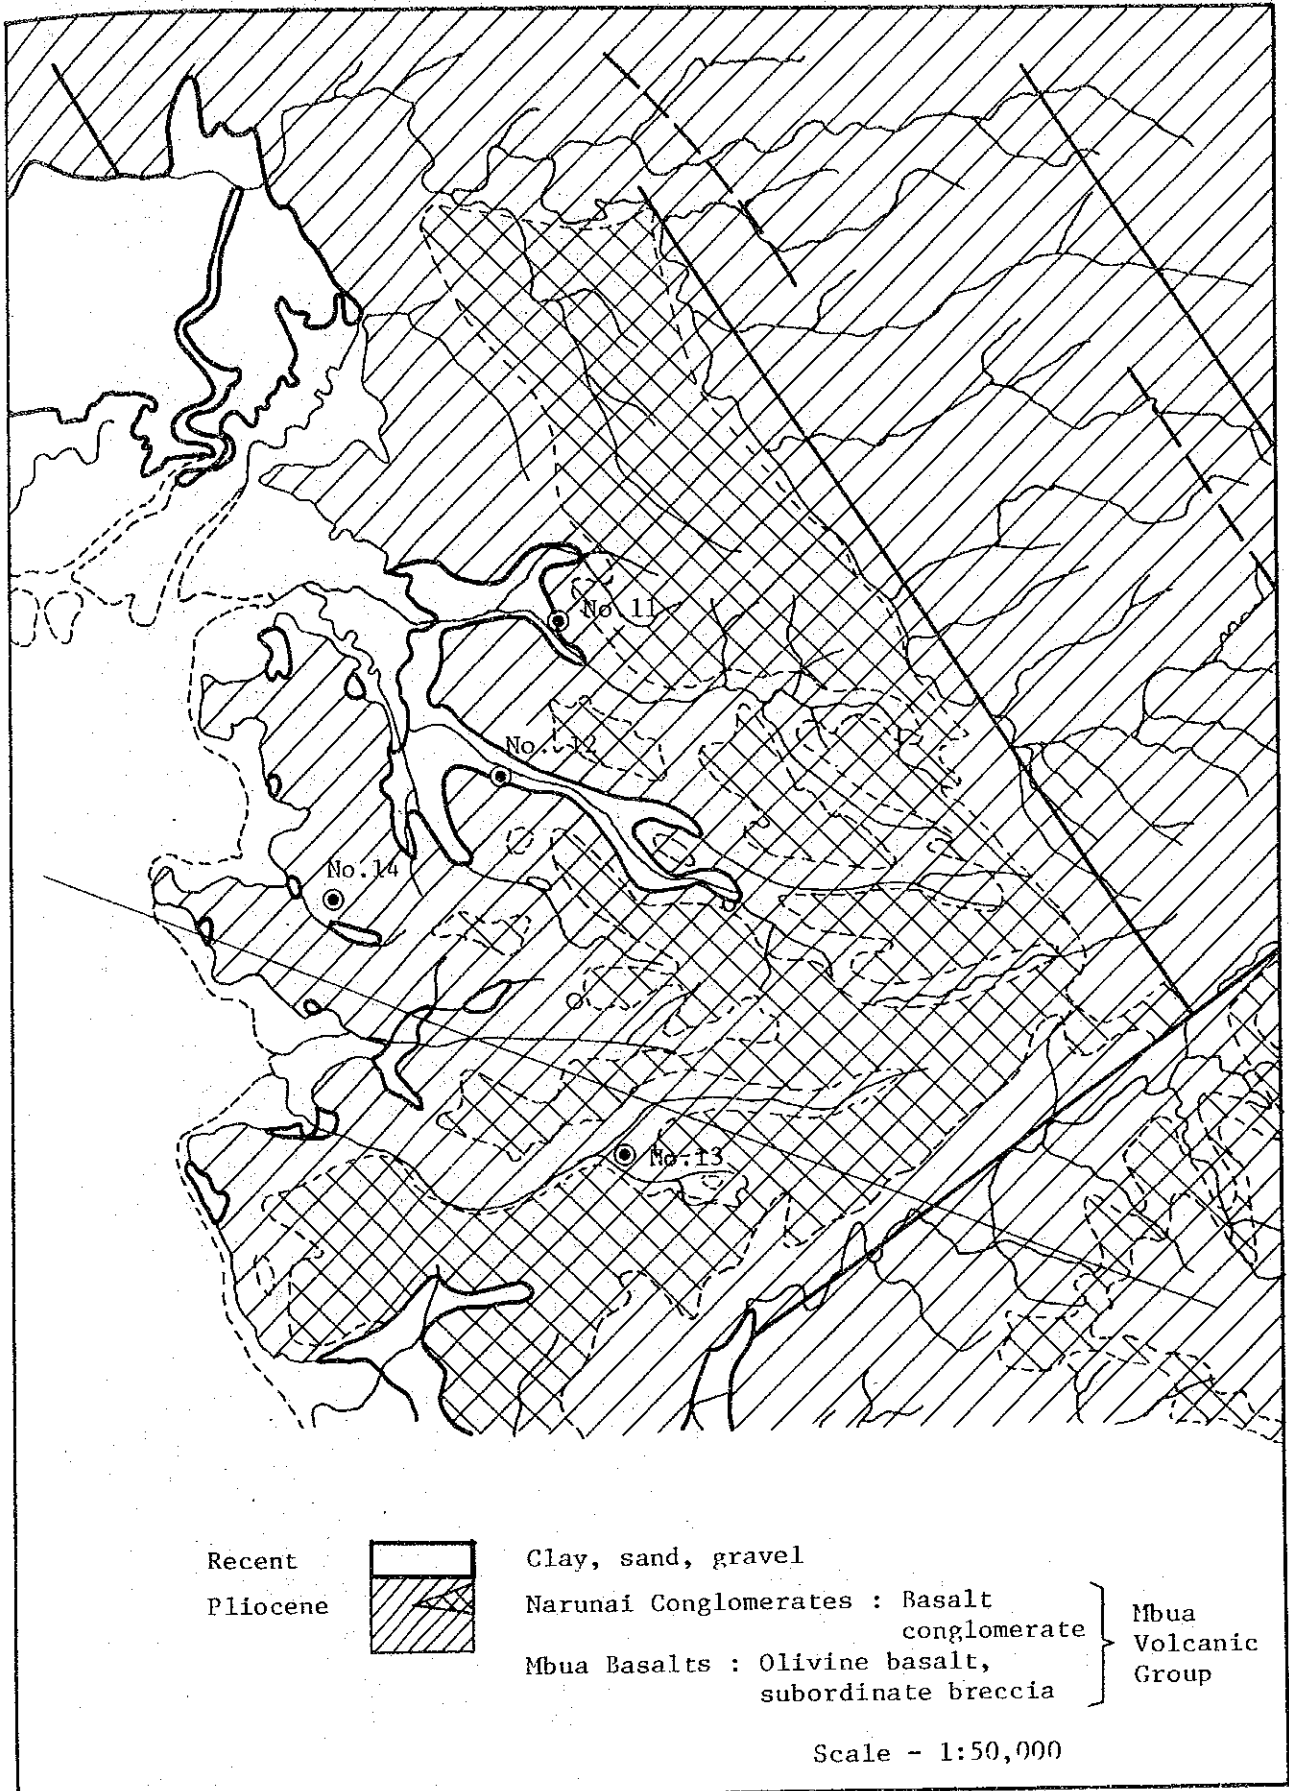 No. 11
No. 12
No.14
No.13
Recent
Clay, sand, gravel
Pliocene
Narunai Conglomerates : Basalt
conglomerate
Mbua Basalts : Olivine basalt,
subordinate breccia
Mbua
Volcanic
Group
Scale - 1:50,000